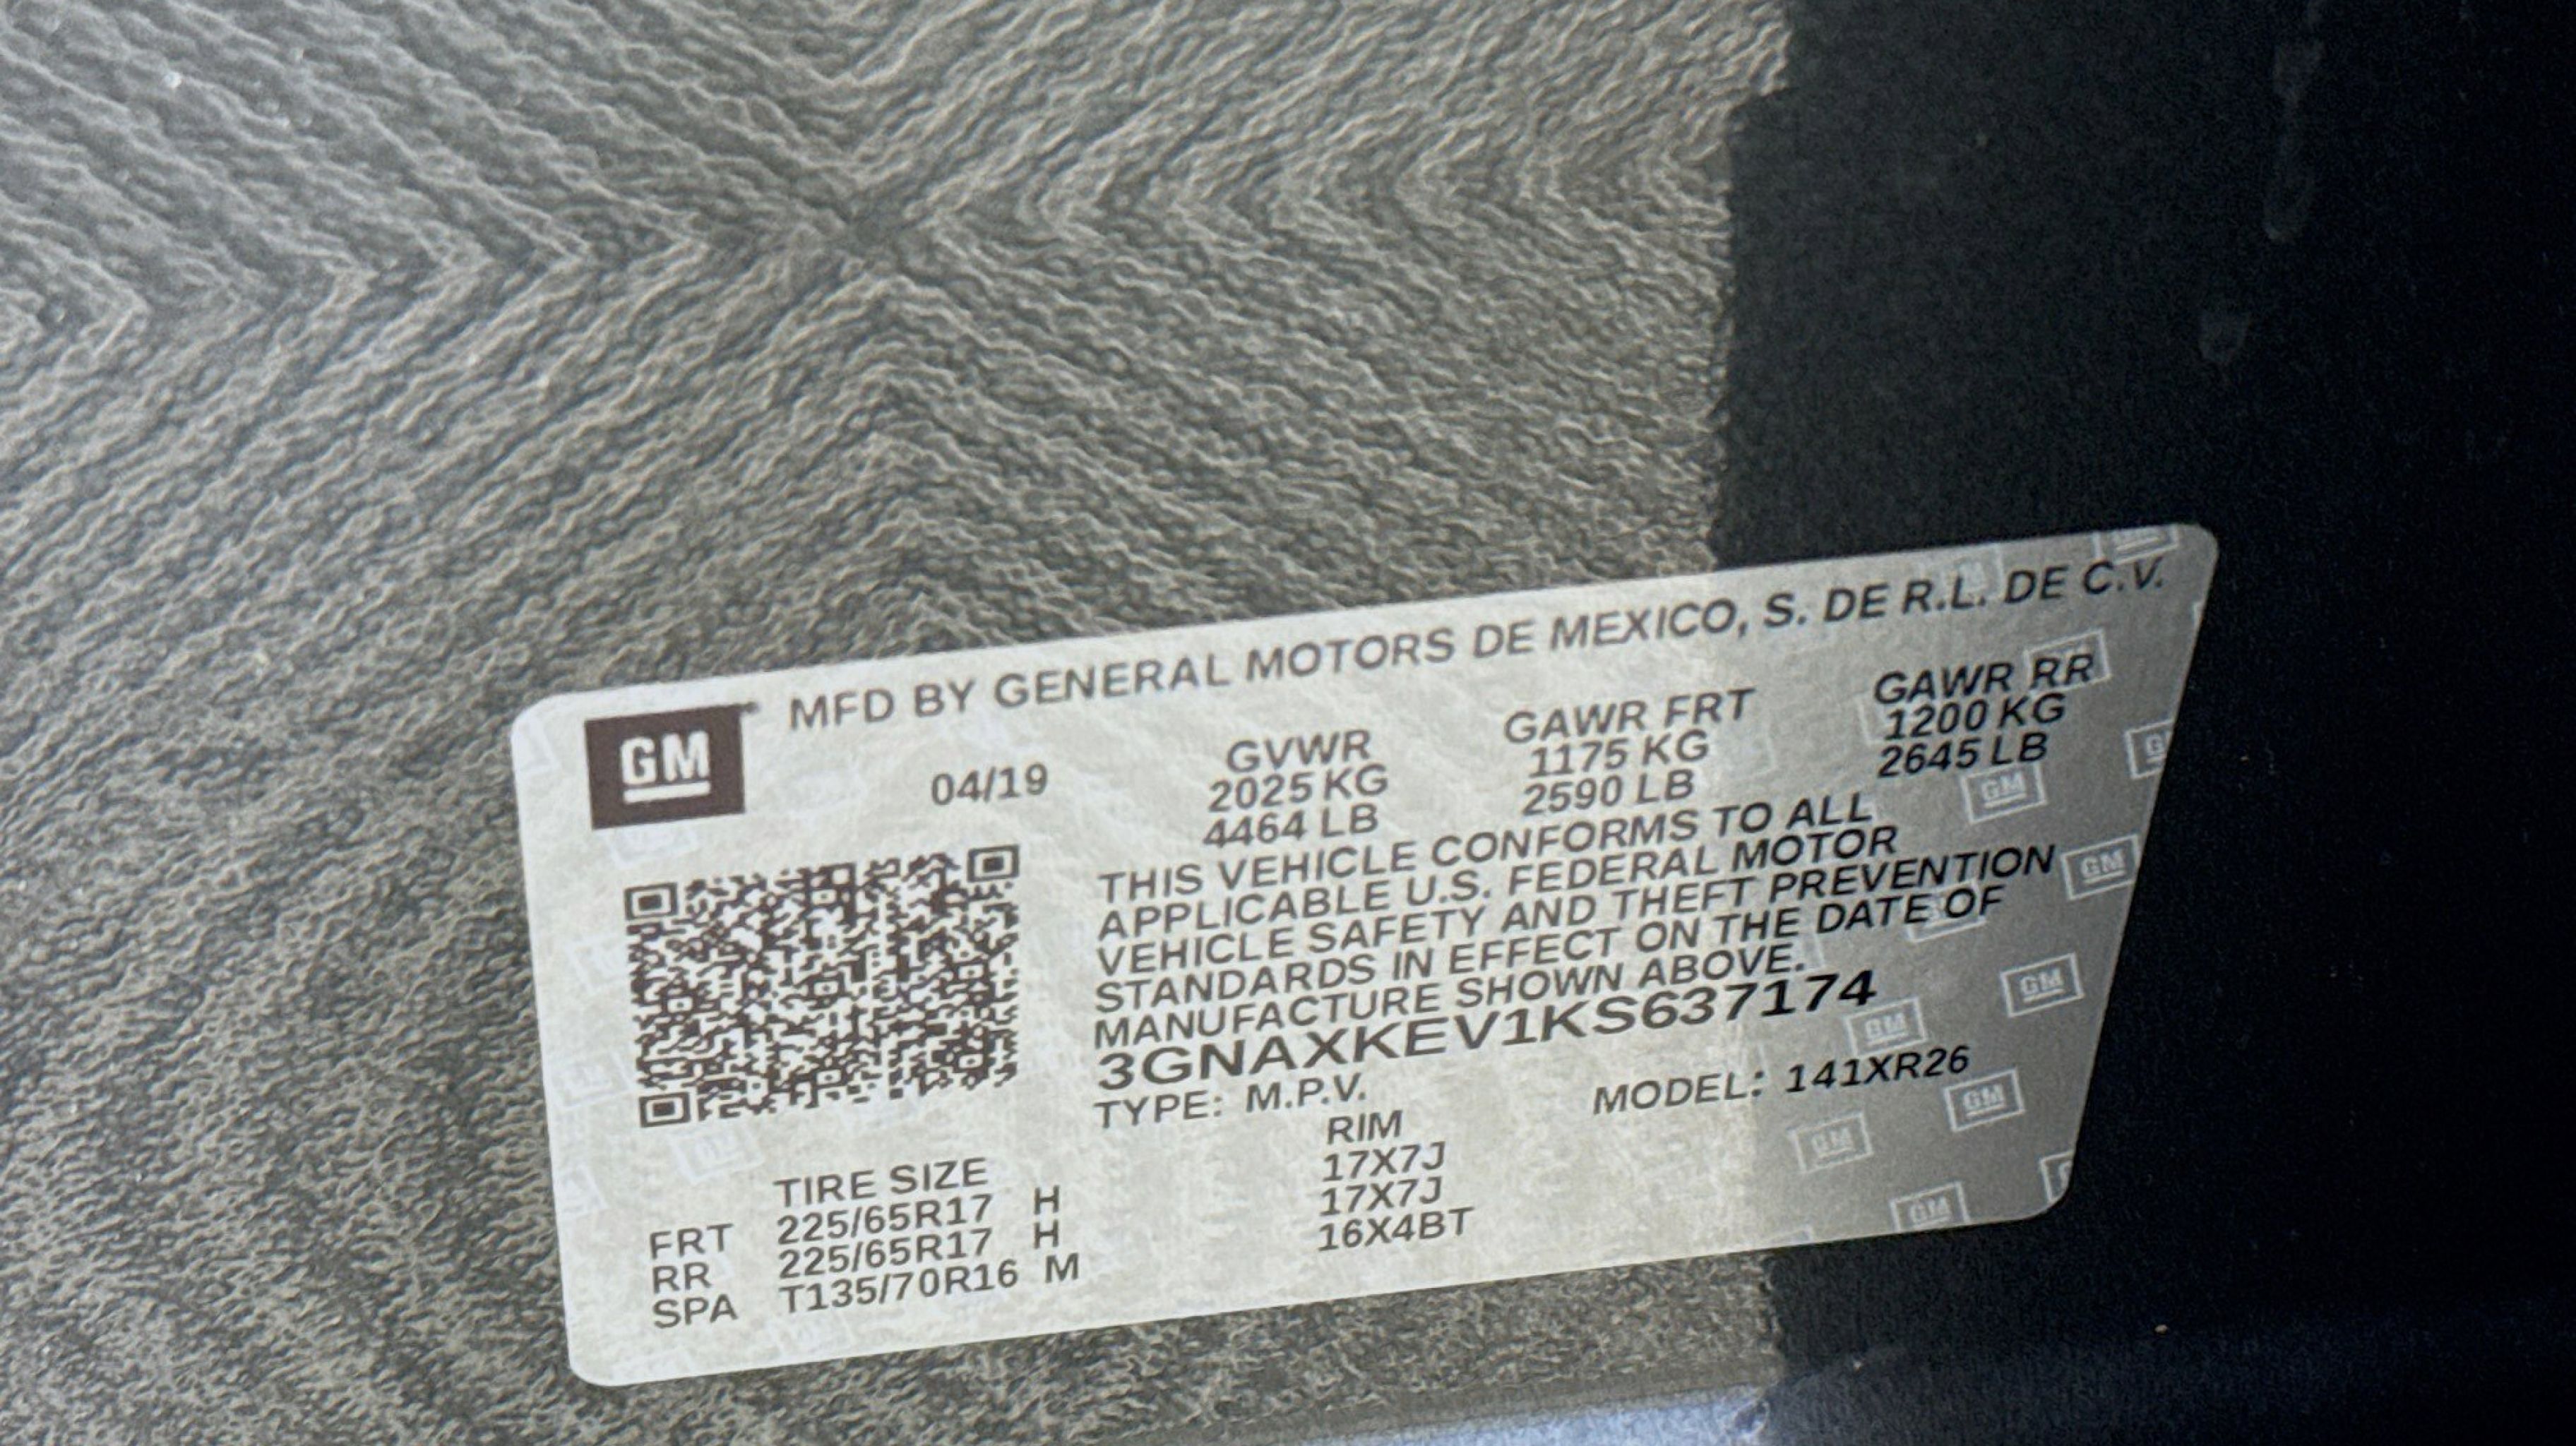 MFD BY GENERAL MOTORS DE MEXICO, S. DE R.L. DE C.V.
GM
04/19
GVWR
2025 KG
4464 LB
GAWR FRT
1175 KG
2590 LB
GAWR RR
1200 KG
2645 LB
THIS VEHICLE CONFORMS TO ALL
APPLICABLE U.S. FEDERAL MOTOR
VEHICLE SAFETY AND THEFT PREVENTION
STANDARDS IN EFFECT ON THE DATE OF
MANUFACTURE SHOWN ABOVE.
3GNAXKEV1KS637174
TYPE: M.P.V. MODEL: 141XR26
TIRE SIZE RIM
FRT 225/65R17 H 17X7J
RR 225/65R17 H 17X7J
SPA T135/70R16 M 16X4BT